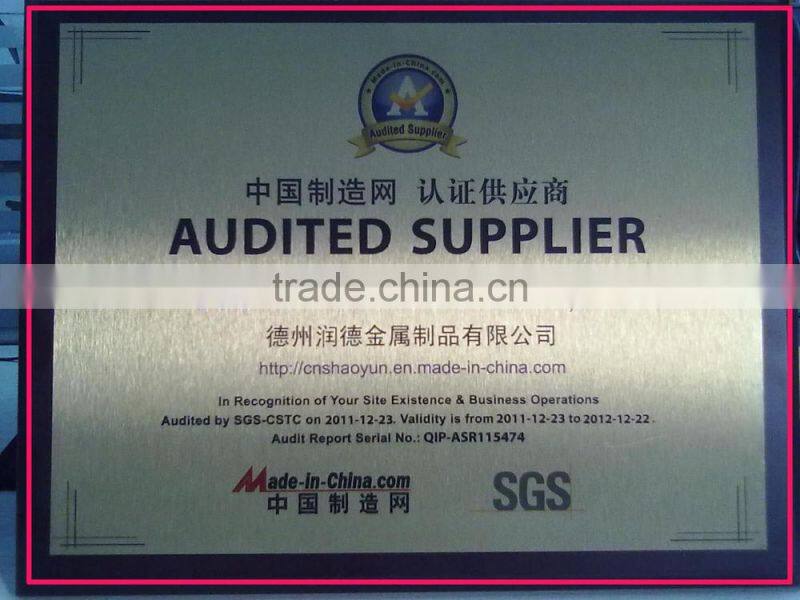 Made-in-China.com
A
Audited Supplier
中国制造网 认证供应商
AUDITED SUPPLIER
trade.china.cn
德州润德金属制品有限公司
http://cnshaoyun.en.made-in-china.com
In Recognition of Your Site Existence & Business Operations
Audited by SGS-CSTC on 2011-12-23. Validity is from 2011-12-23 to 2012-12-22.
Audit Report Serial No.: QIP-ASR115474
Made-in-China.com
中国制造网
SGS